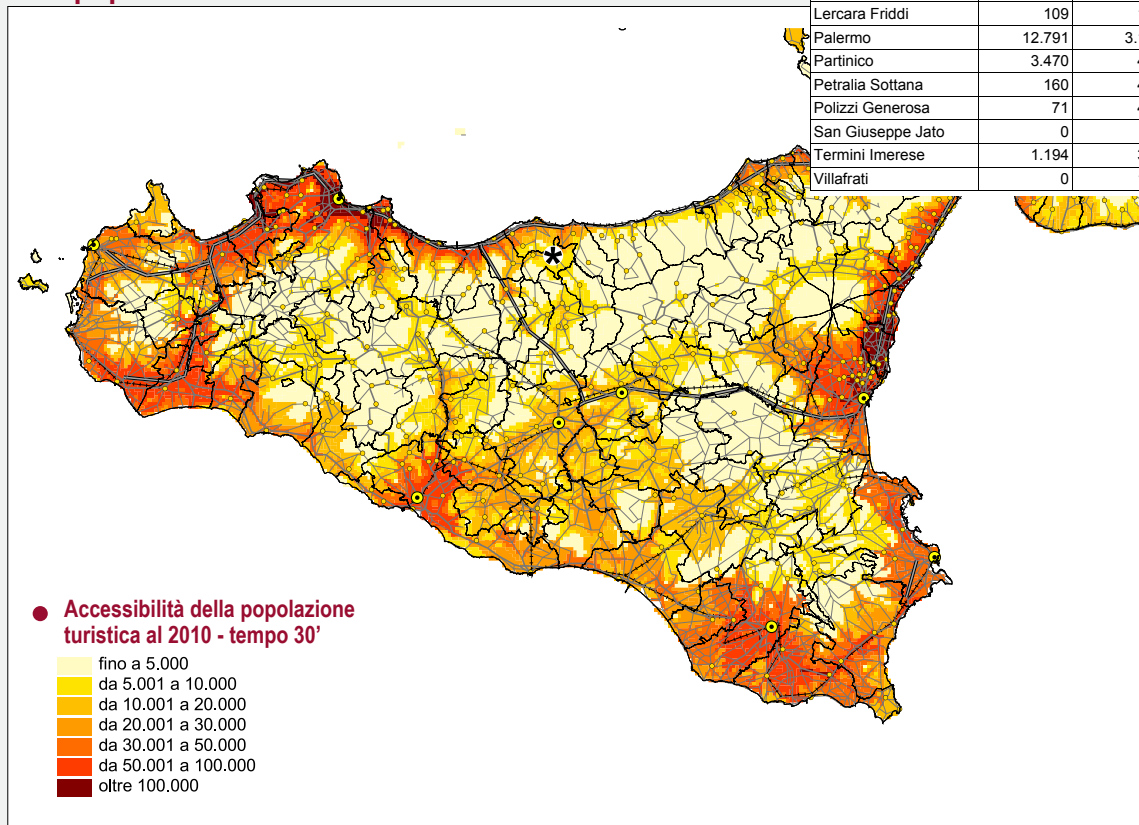 Lercara Friddi 109
Palermo 12.791 3.
Partinico 3.470
Petralia Sottana 160
Polizzi Generosa 71
San Giuseppe Jato 0
Termini Imerese 1.194
Villafrati 0
*
Accessibilità della popolazione
turistica al 2010 - tempo 30’
fino a 5.000
da 5.001 a 10.000
da 10.001 a 20.000
da 20.001 a 30.000
da 30.001 a 50.000
da 50.001 a 100.000
oltre 100.000